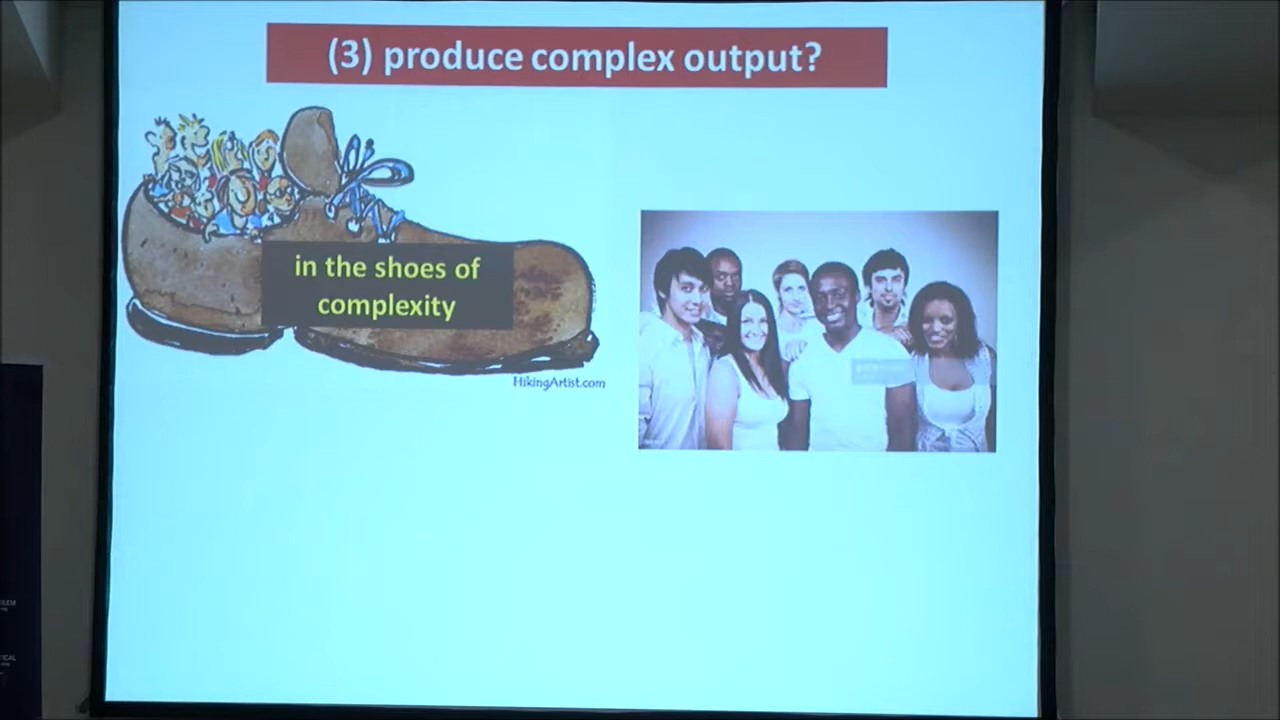 (3) produce complex output?
in the shoes of
complexity
HikingArtist.com